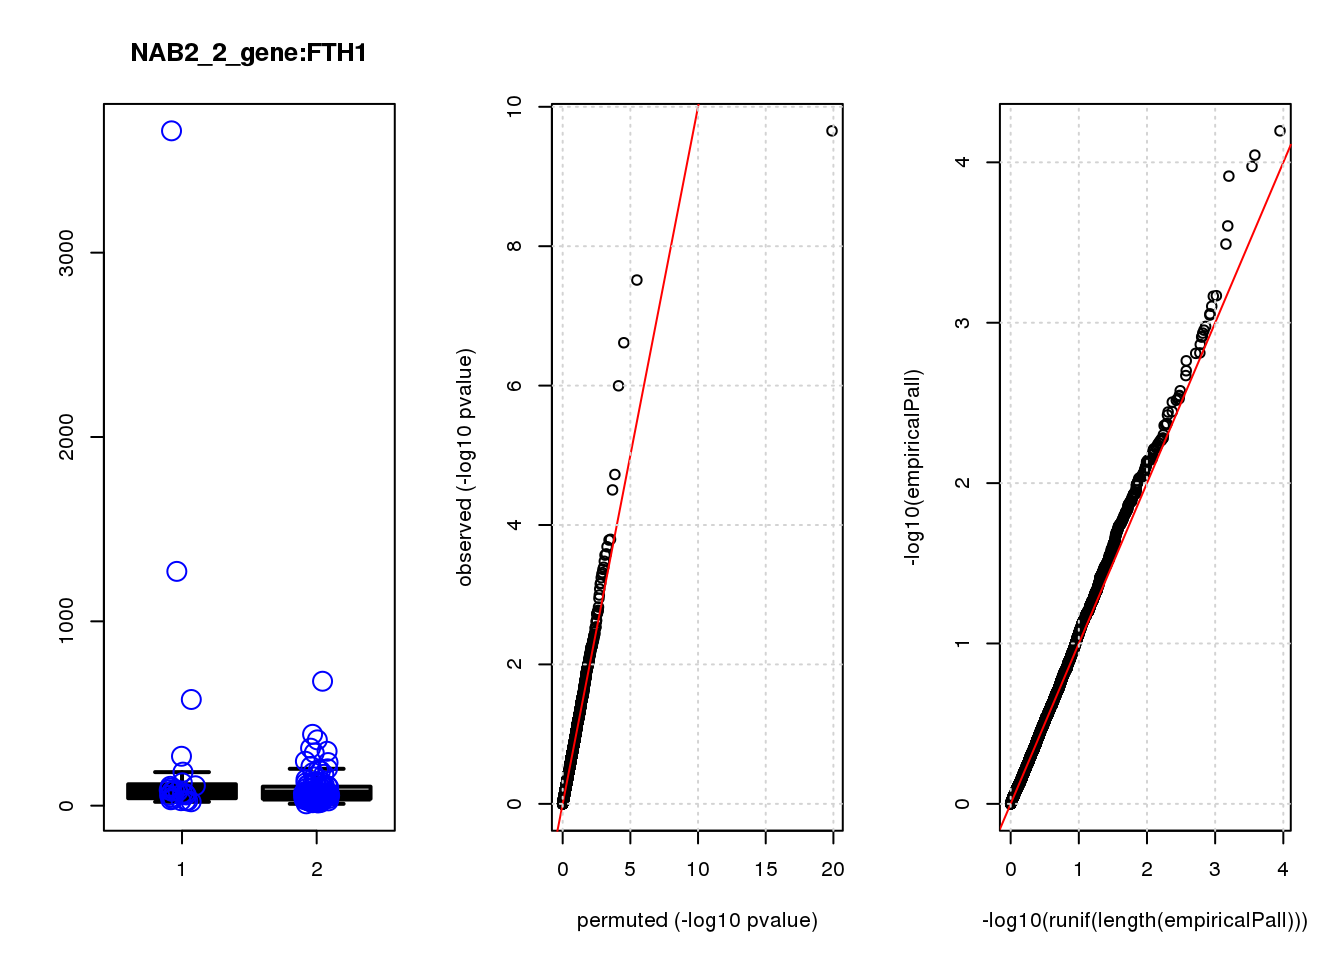 NAB2_2_gene:FTH1
3000
2000
1000
0
1 2
observed (-log10 pvalue)
10
8
6
4
2
0
0 5 10 15 20
permuted (-log10 pvalue)
-log10(empiricalPall)
4
3
2
1
0
0 1 2 3 4
-log10(runif(length(empiricalPall)))